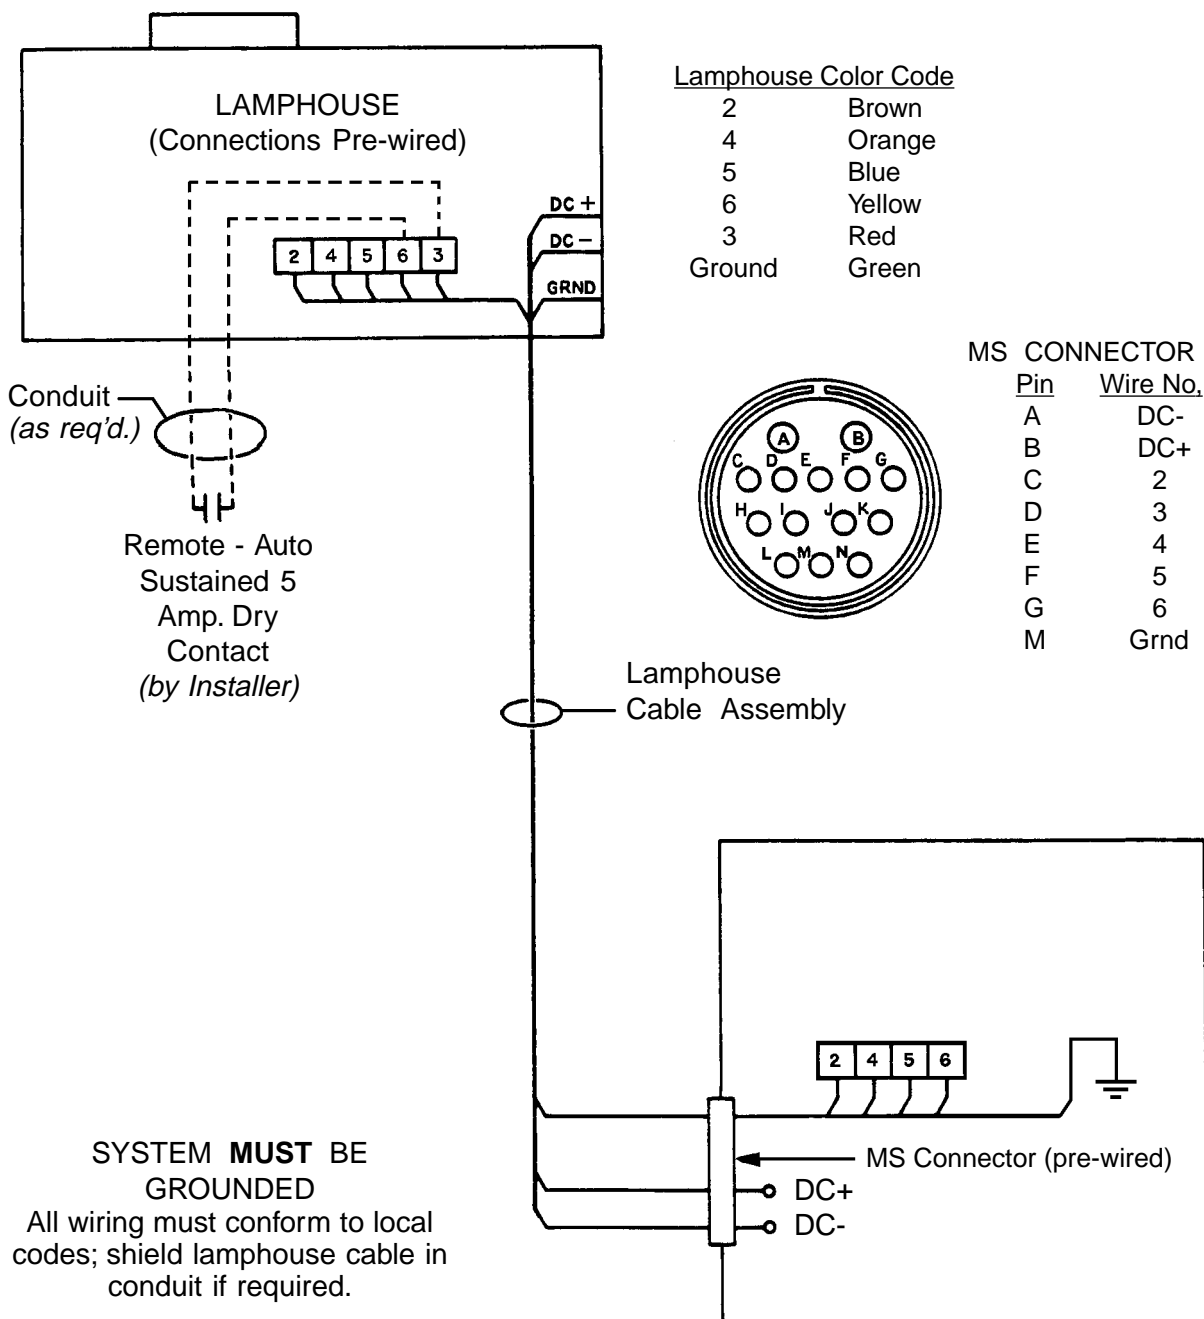 LAMPHOUSE
(Connections Pre-wired)
DC +
DC -
GRND
2 4 5 6 3
Conduit
(as req'd.)
Remote - Auto
Sustained 5
Amp. Dry
Contact
(by Installer)
Lamphouse Color Code
2 Brown
4 Orange
5 Blue
6 Yellow
3 Red
Ground Green
MS CONNECTOR
Pin Wire No,
A DC-
B DC+
C 2
D 3
E 4
F 5
G 6
M Grnd
A B
C D E F G
H I J K
L M N
Lamphouse
Cable Assembly
2 4 5 6
MS Connector (pre-wired)
DC+
DC-
SYSTEM MUST BE
GROUNDED
All wiring must conform to local
codes; shield lamphouse cable in
conduit if required.